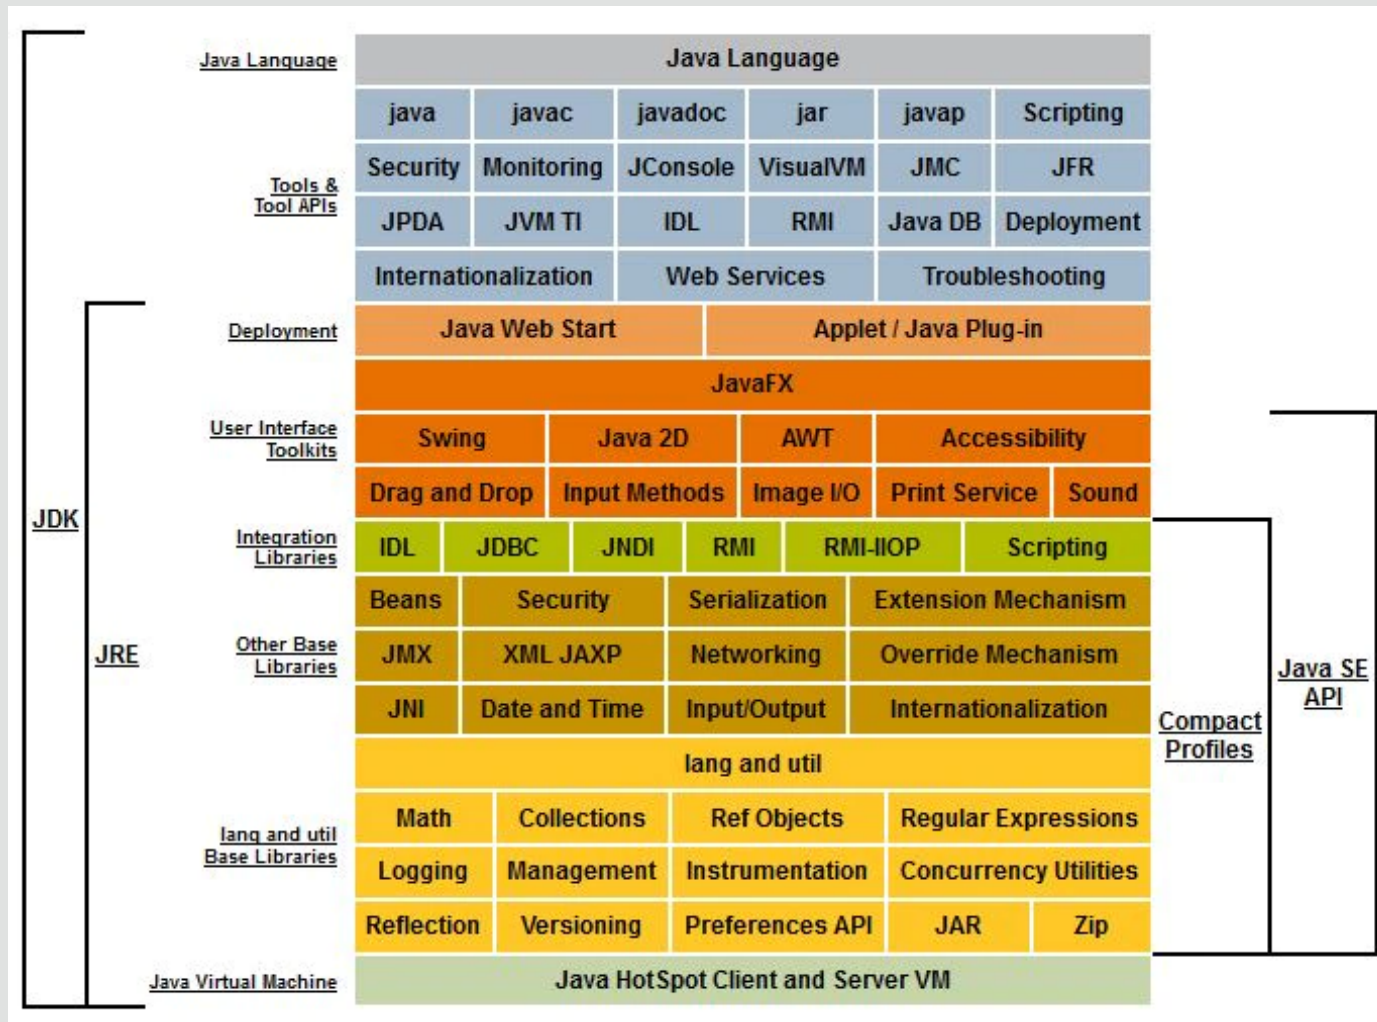 Java Language
Java Language
java javac javadoc jar javap Scripting
Security Monitoring JConsole VisualVM JMC JFR
Tools &
Tool APIs
JPDA JVM TI IDL RMI Java DB Deployment
Internationalization Web Services Troubleshooting
Deployment
Java Web Start Applet / Java Plug-in
JavaFX
User Interface
Toolkits
Swing Java 2D AWT Accessibility
Drag and Drop Input Methods Image I/O Print Service Sound
JDK
Integration
Libraries
IDL JDBC JNDI RMI RMI-IIOP Scripting
Beans Security Serialization Extension Mechanism
JRE
Other Base
Libraries
JMX XML JAXP Networking Override Mechanism
Java SE
API
JNI Date and Time Input/Output Internationalization
Compact
Profiles
lang and util
lang and util
Base Libraries
Math Collections Ref Objects Regular Expressions
Logging Management Instrumentation Concurrency Utilities
Reflection Versioning Preferences API JAR Zip
Java Virtual Machine
Java HotSpot Client and Server VM